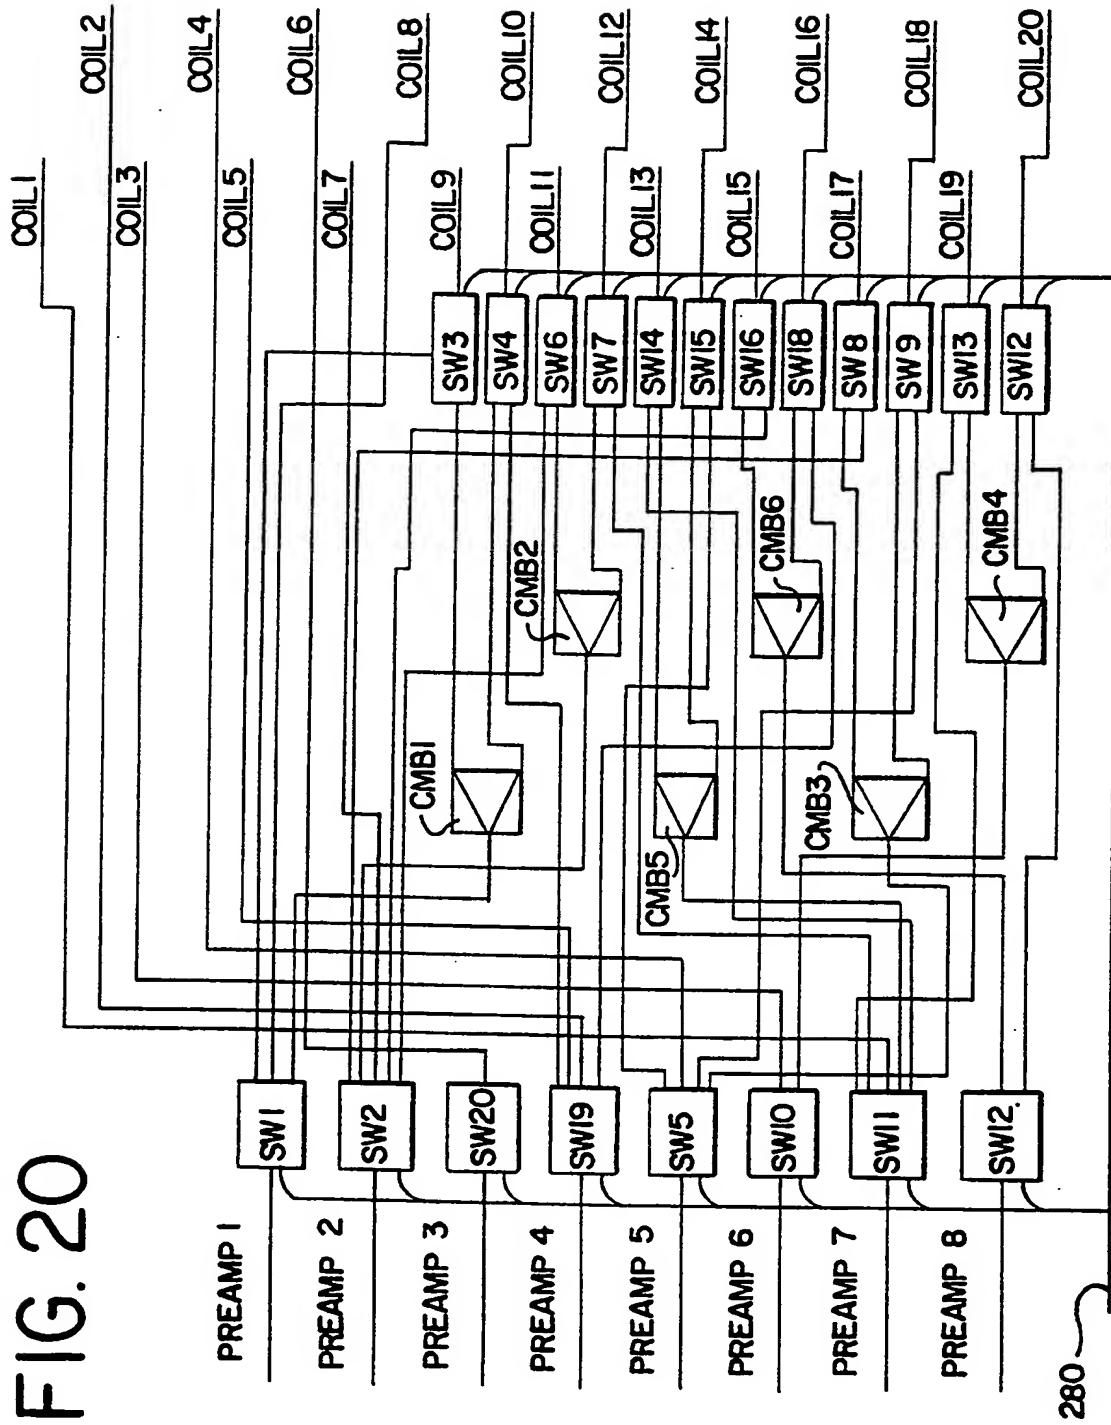 FIG. 20
COIL1
COIL2
COIL3
COIL4
COIL5
COIL6
COIL7
COIL8
COIL9
COIL10
COIL11
COIL12
COIL13
COIL14
COIL15
COIL16
COIL17
COIL18
COIL19
COIL20
SW3
SW4
SW6
SW7
SW14
SW15
SW16
SW18
SW8
SW9
SW13
SW12
CMB1
CMB2
CMB5
CMB6
CMB3
CMB4
SW1
SW2
SW20
SW19
SW5
SW10
SW11
SW12
PREAMP 1
PREAMP 2
PREAMP 3
PREAMP 4
PREAMP 5
PREAMP 6
PREAMP 7
PREAMP 8
280